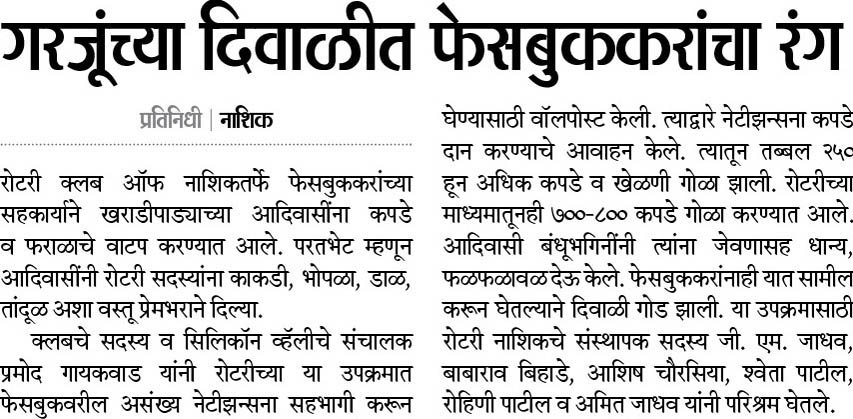 गरजूंच्या दिवाळीत फेसबुककरांचा रंग
प्रतिनिधी | नाशिक
रोटरी क्लब ऑफ नाशिकतर्फे फेसबुककरांच्या
सहकार्याने खराडीपाड्याच्या आदिवासींना कपडे
व फराळाचे वाटप करण्यात आले. परतभेट म्हणून
आदिवासींनी रोटरी सदस्यांना काकडी, भोपळा, डाळ,
तांदूळ अशा वस्तू प्रेमभराने दिल्या.
क्लबचे सदस्य व सिलिकॉन व्हॅलीचे संचालक
प्रमोद गायकवाड यांनी रोटरीच्या या उपक्रमात
फेसबुकवरील असंख्य नेटीझन्सना सहभागी करून
घेण्यासाठी वॉलपोस्ट केली. त्याद्वारे नेटीझन्सना कपडे
दान करण्याचे आवाहन केले. त्यातून तब्बल २५०
हून अधिक कपडे व खेळणी गोळा झाली. रोटरीच्या
माध्यमातूनही ७००-८०० कपडे गोळा करण्यात आले.
आदिवासी बंधूभगिनींनी त्यांना जेवणासह धान्य,
फळफळावळ देऊ केले. फेसबुककरांनाही यात सामील
करून घेतल्याने दिवाळी गोड झाली. या उपक्रमासाठी
रोटरी नाशिकचे संस्थापक सदस्य जी. एम. जाधव,
बाबाराव बिहाडे, आशिष चौरसिया, श्वेता पाटील,
रोहिणी पाटील व अमित जाधव यांनी परिश्रम घेतले.